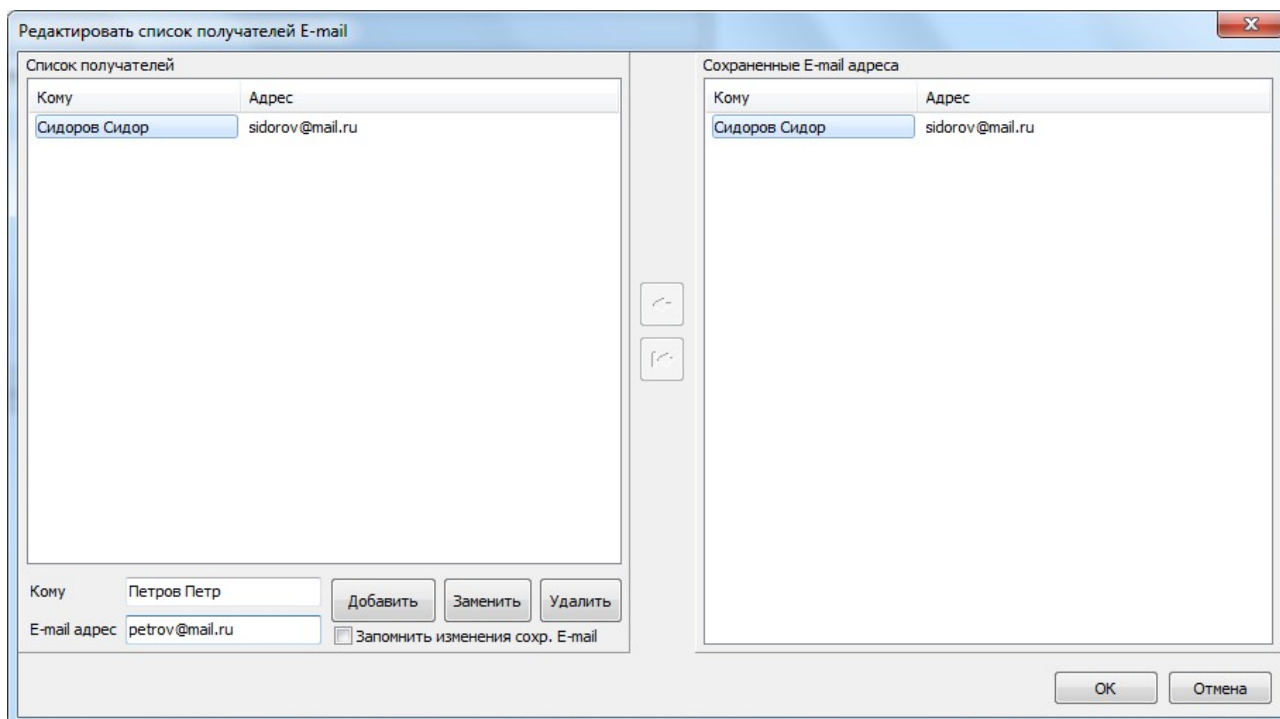 Редактировать список получателей E-mail
Список получателей
Кому Адрес
Сидоров Сидор sidorov@mail.ru
Кому Петров Петр
E-mail адрес petrov@mail.ru
Добавить Заменить Удалить
Запомнить изменения сохр. E-mail
Сохраненные E-mail адреса
Кому Адрес
Сидоров Сидор sidorov@mail.ru
OK Отмена